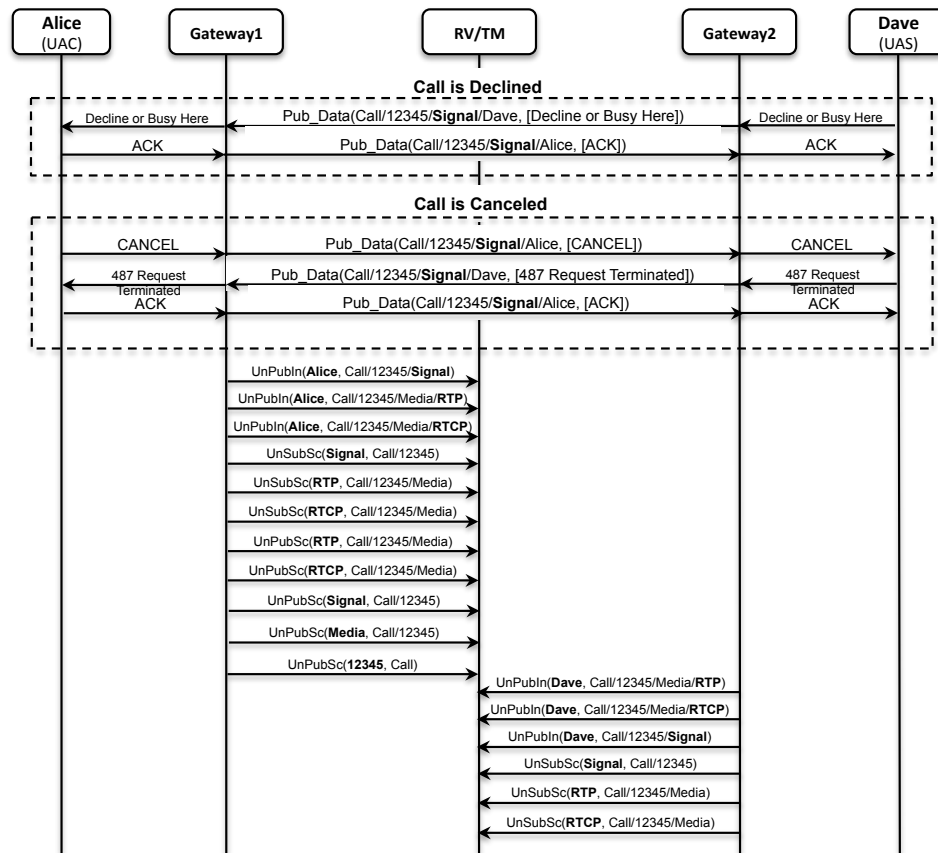 Alice
(UAC)
Gateway1
RV/TM
Gateway2
Dave
(UAS)
Call is Declined
Decline or Busy Here
Pub_Data(Call/12345/Signal/Dave, [Decline or Busy Here])
Decline or Busy Here
ACK
Pub_Data(Call/12345/Signal/Alice, [ACK])
ACK
Call is Canceled
CANCEL
Pub_Data(Call/12345/Signal/Alice, [CANCEL])
CANCEL
487 Request
Terminated
Pub_Data(Call/12345/Signal/Dave, [487 Request Terminated])
487 Request
Terminated
ACK
Pub_Data(Call/12345/Signal/Alice, [ACK])
ACK
UnPubIn(Alice, Call/12345/Signal)
UnPubIn(Alice, Call/12345/Media/RTP)
UnPubIn(Alice, Call/12345/Media/RTCP)
UnSubSc(Signal, Call/12345)
UnSubSc(RTP, Call/12345/Media)
UnSubSc(RTCP, Call/12345/Media)
UnPubSc(RTP, Call/12345/Media)
UnPubSc(RTCP, Call/12345/Media)
UnPubSc(Signal, Call/12345)
UnPubSc(Media, Call/12345)
UnPubSc(12345, Call)
UnPubIn(Dave, Call/12345/Media/RTP)
UnPubIn(Dave, Call/12345/Media/RTCP)
UnPubIn(Dave, Call/12345/Signal)
UnSubSc(Signal, Call/12345)
UnSubSc(RTP, Call/12345/Media)
UnSubSc(RTCP, Call/12345/Media)